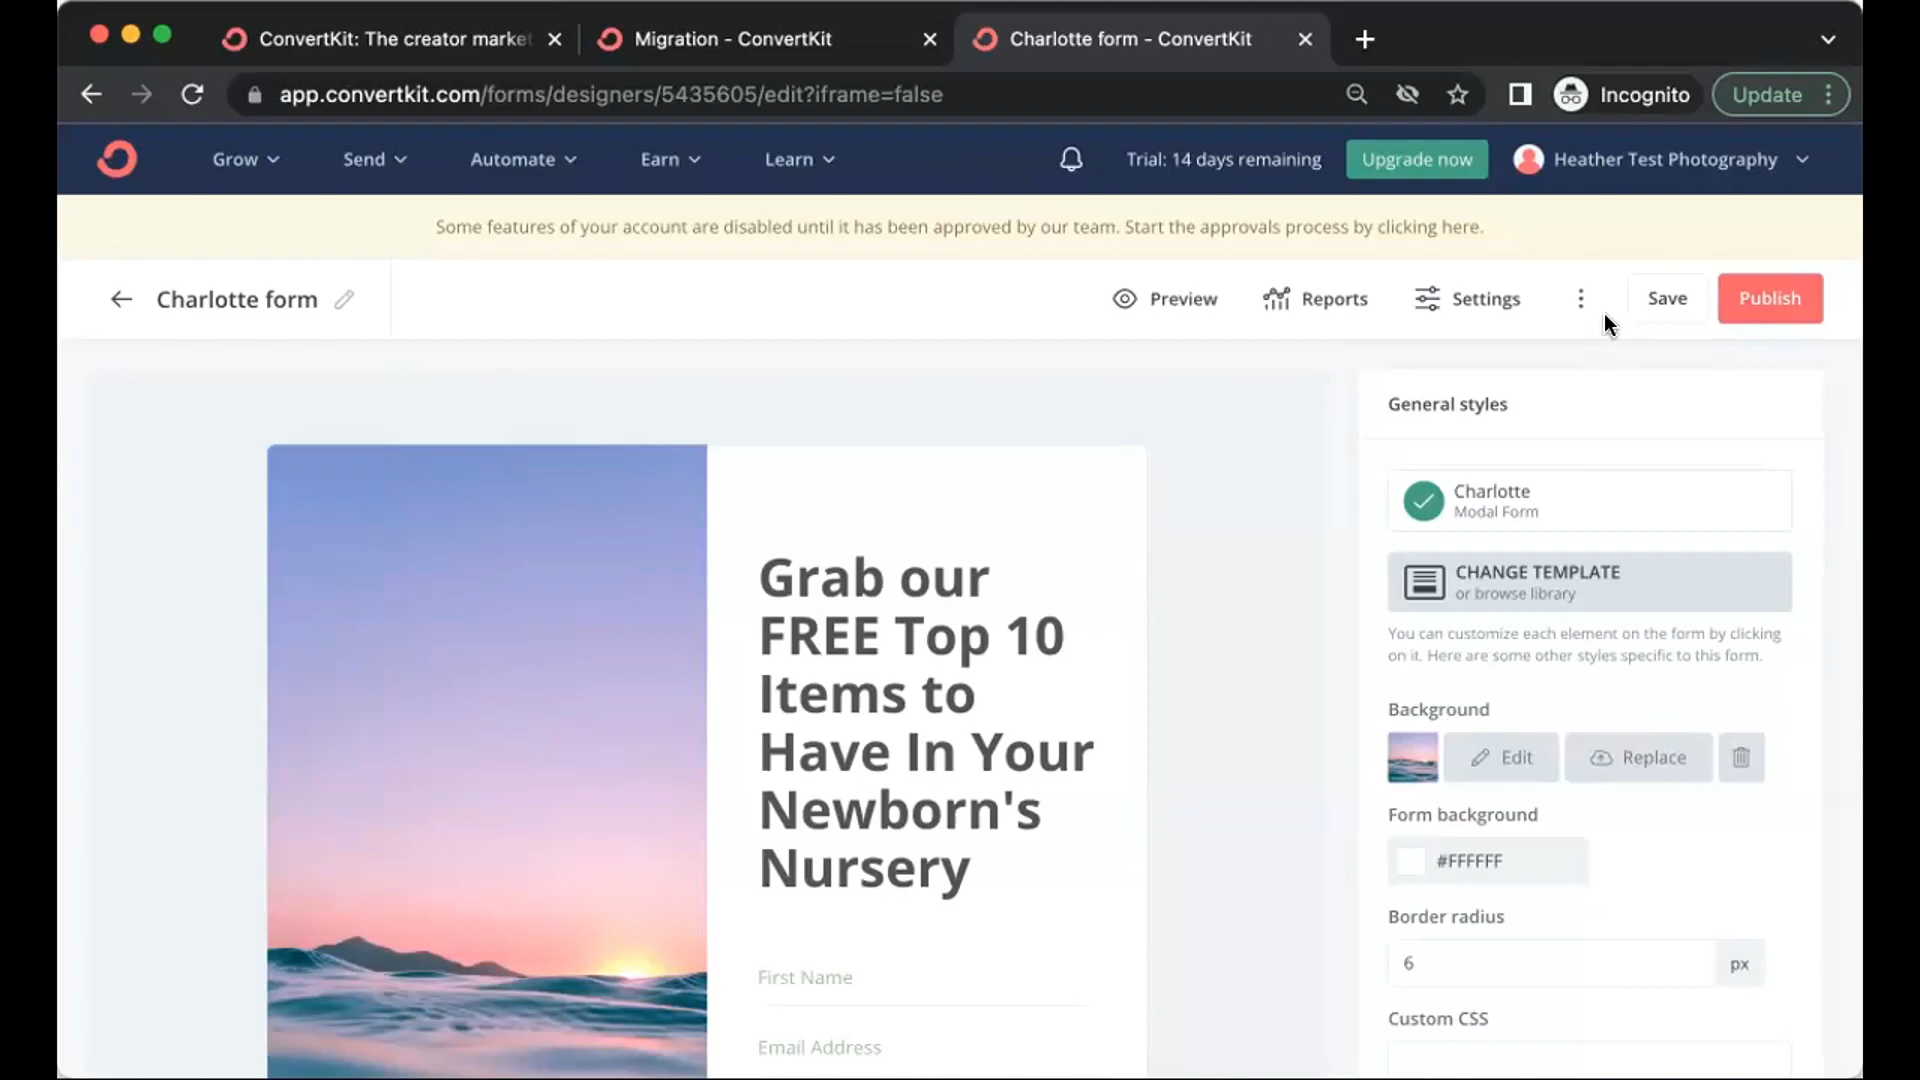 ConvertKit: The creator market
Migration - ConvertKit
Charlotte form - ConvertKit
app.convertkit.com/forms/designers/5435605/edit?iframe=false
Incognito
Update
Grow
Send
Automate
Earn
Learn
Trial: 14 days remaining
Upgrade now
Heather Test Photography
Some features of your account are disabled until it has been approved by our team. Start the approvals process by clicking here.
Charlotte form
Preview
Reports
Settings
Save
Publish
Grab our
FREE Top 10
Items to
Have In Your
Newborn's
Nursery
First Name
Email Address
General styles
Charlotte
Modal Form
CHANGE TEMPLATE
or browse library
You can customize each element on the form by clicking
on it. Here are some other styles specific to this form.
Background
Edit
Replace
Form background
#FFFFFF
Border radius
6
px
Custom CSS